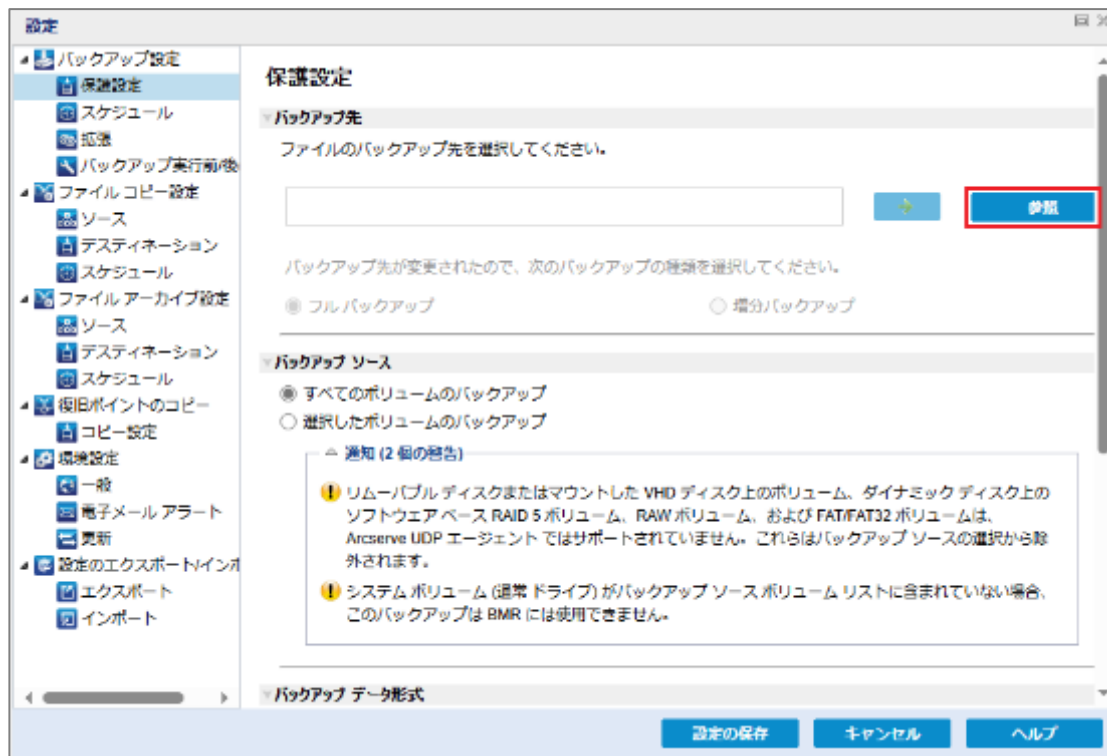 設定
バックアップ設定
保護設定
スケジュール
拡張
バックアップ実行前/後
ファイル コピー設定
ソース
デスティネーション
スケジュール
ファイル アーカイブ設定
ソース
デスティネーション
スケジュール
復旧ポイントのコピー
コピー設定
環境設定
一般
電子メール アラート
更新
設定のエクスポート/インポ
エクスポート
インポート
保護設定
バックアップ先
ファイルのバックアップ先を選択してください。
参照
バックアップ先が変更されたので、次のバックアップの種類を選択してください。
フル バックアップ
増分バックアップ
バックアップ ソース
すべてのボリュームのバックアップ
選択したボリュームのバックアップ
通知 (2 個の警告)
リムーバブル ディスクまたはマウントした VHD ディスク上のボリューム、ダイナミック ディスク上の
ソフトウェア ベース RAID 5 ボリューム、RAW ボリューム、および FAT/FAT32 ボリュームは、
Arcserve UDP エージェント ではサポートされていません。これらはバックアップ ソースの選択から除
外されます。
システム ボリューム (通常 ドライブ) がバックアップ ソース ボリューム リストに含まれていない場合、
このバックアップは BMR には使用できません。
バックアップ データ形式
設定の保存
キャンセル
ヘルプ